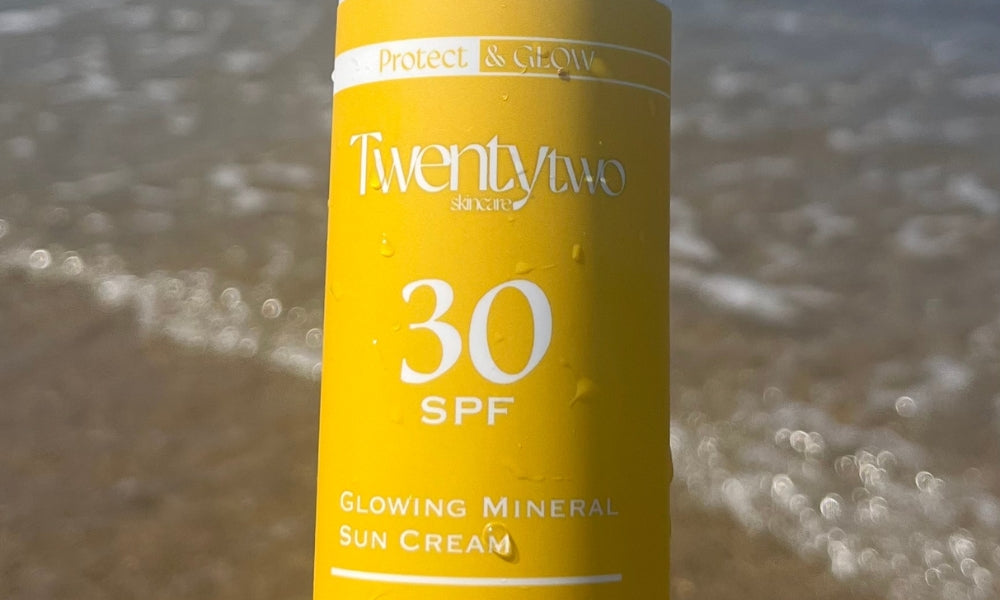 Protect & GLOW
Twentytwo
skincare
30
SPF
GLOWING MINERAL
SUN CREAM